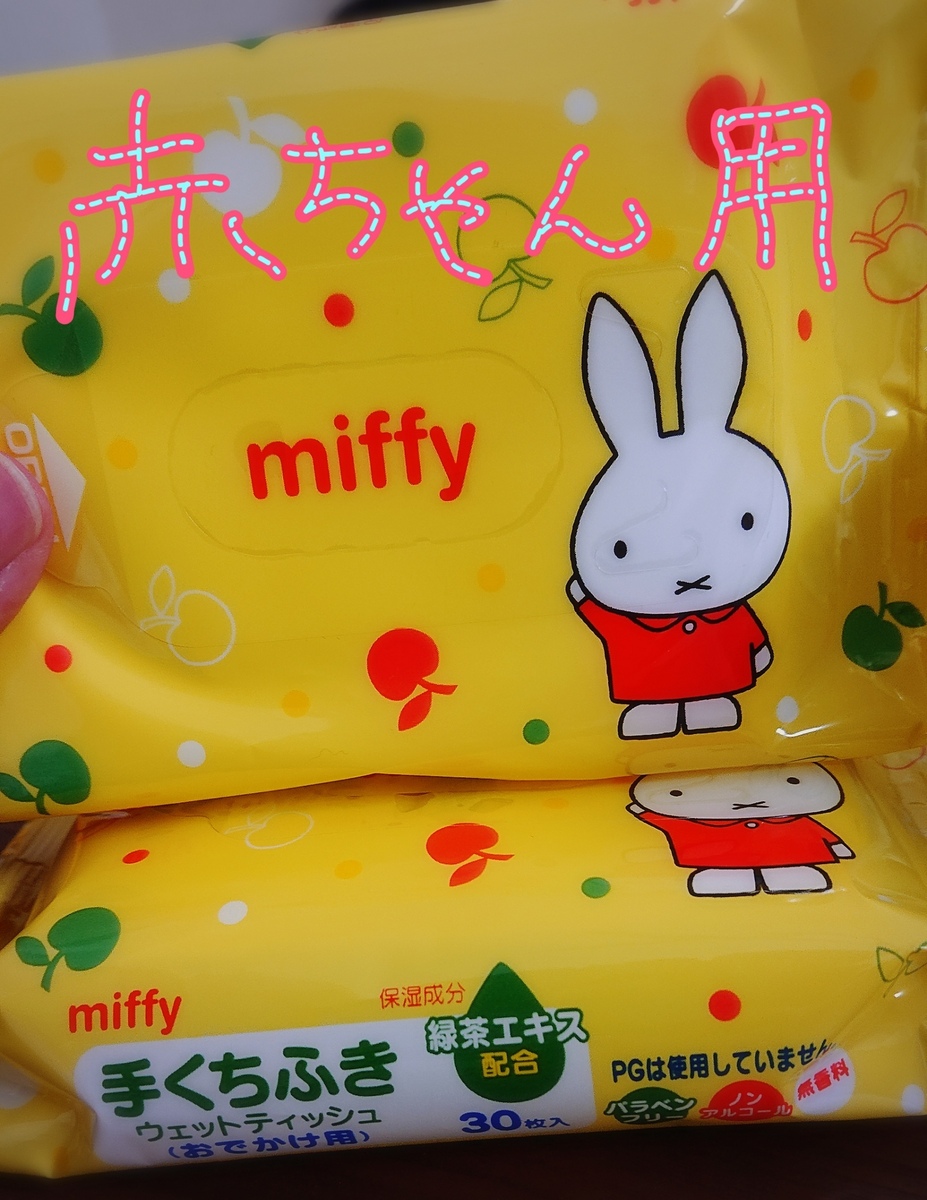 赤ちゃん用
miffy
miffy
保湿成分
緑茶エキス
配合
手くちふき
ウェットティッシュ
(おでかけ用)
30枚入
PGは使用していません
パラベン
フリー
ノン
アルコール
無香料